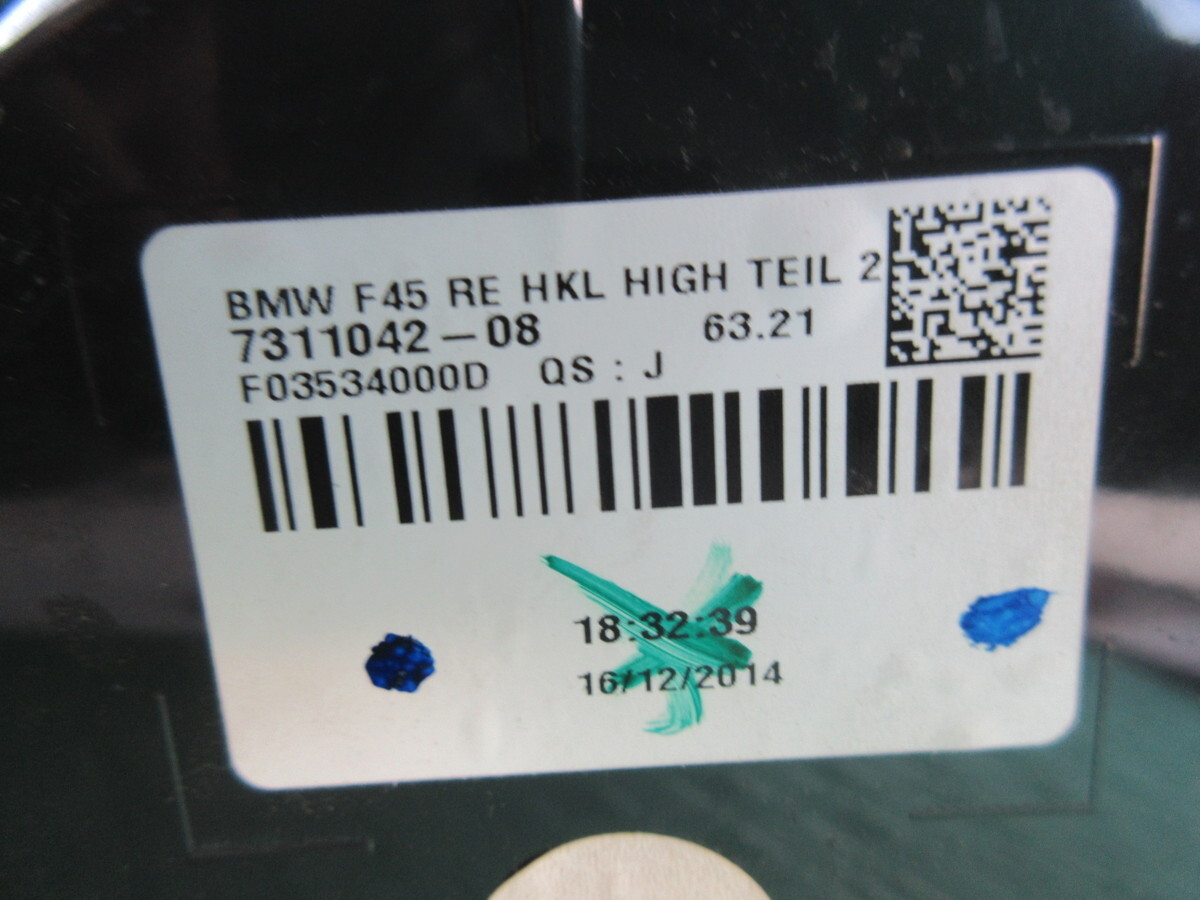 BMW F45 RE HKL HIGH TEIL 2
7311042-08 63.21
F03534000D QS : J
18:32:39
16/12/2014